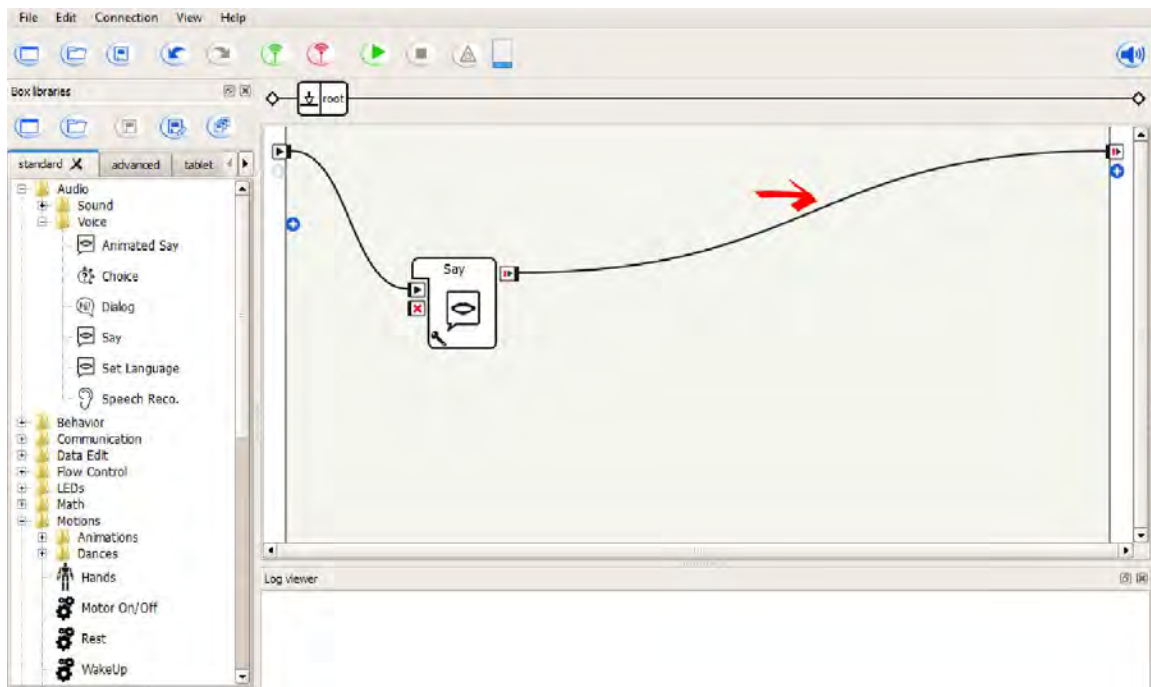 File Edit Connection View Help
Box libraries
root
standard advanced tablet
Audio
Sound
Voice
Animated Say
Choice
Dialog
Say
Set Language
Speech Reco.
Behavior
Communication
Data Edit
Flow Control
LEDs
Math
Motions
Animations
Dances
Hands
Motor On/Off
Rest
WakeUp
Say
Log viewer